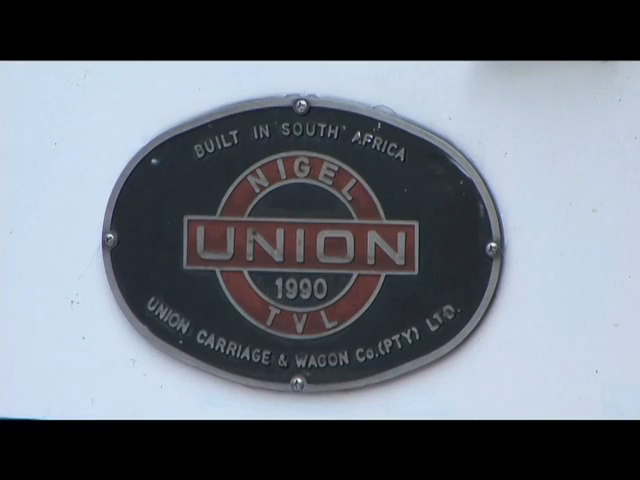 BUILT IN SOUTH AFRICA
NIGEL
UNION
1990
TVL
UNION CARRIAGE & WAGON Co.(PTY) LTD.